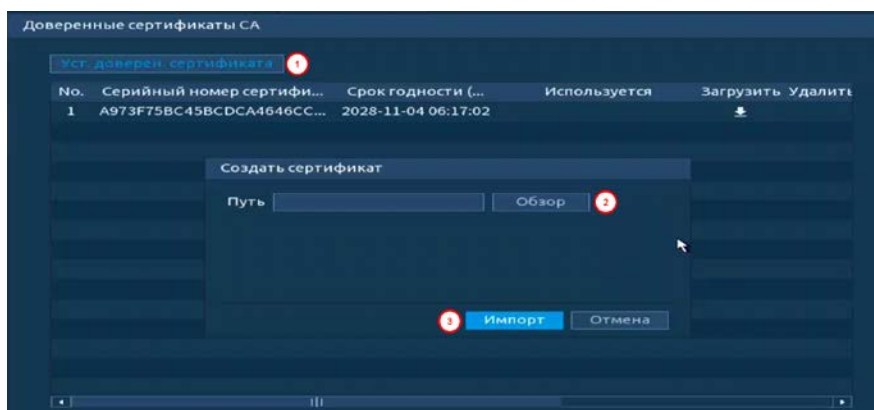 Доверенные сертификаты CA
Уст. доверен. сертификата 1
No. Серийный номер сертифи... Срок годности (... Используется Загрузить Удалить
1 A973F75BC45BCDCA4646CC... 2028-11-04 06:17:02
Создать сертификат
Путь Обзор 2
3 Импорт Отмена